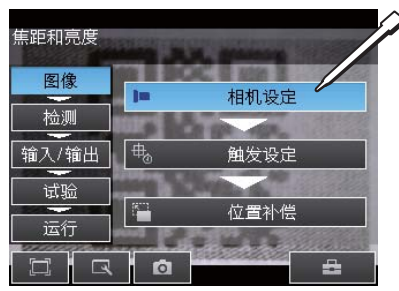 焦距和亮度
图像
检测
输入/输出
试验
运行
相机设定
触发设定
位置补偿